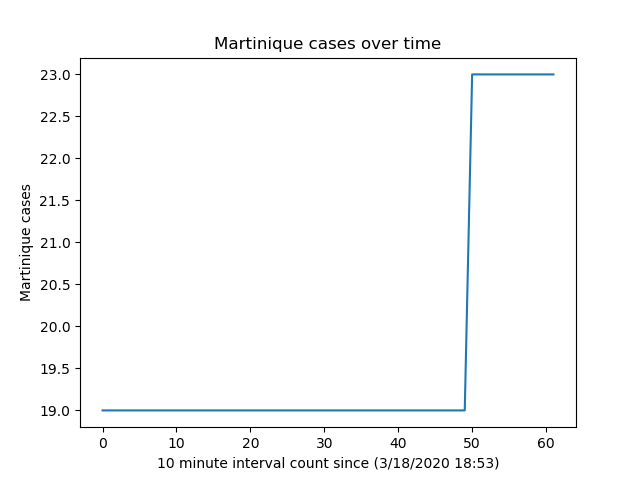 Martinique cases over time
23.0
22.5
22.0
21.5
21.0
20.5
20.0
19.5
19.0
Martinique cases
0 10 20 30 40 50 60
10 minute interval count since (3/18/2020 18:53)